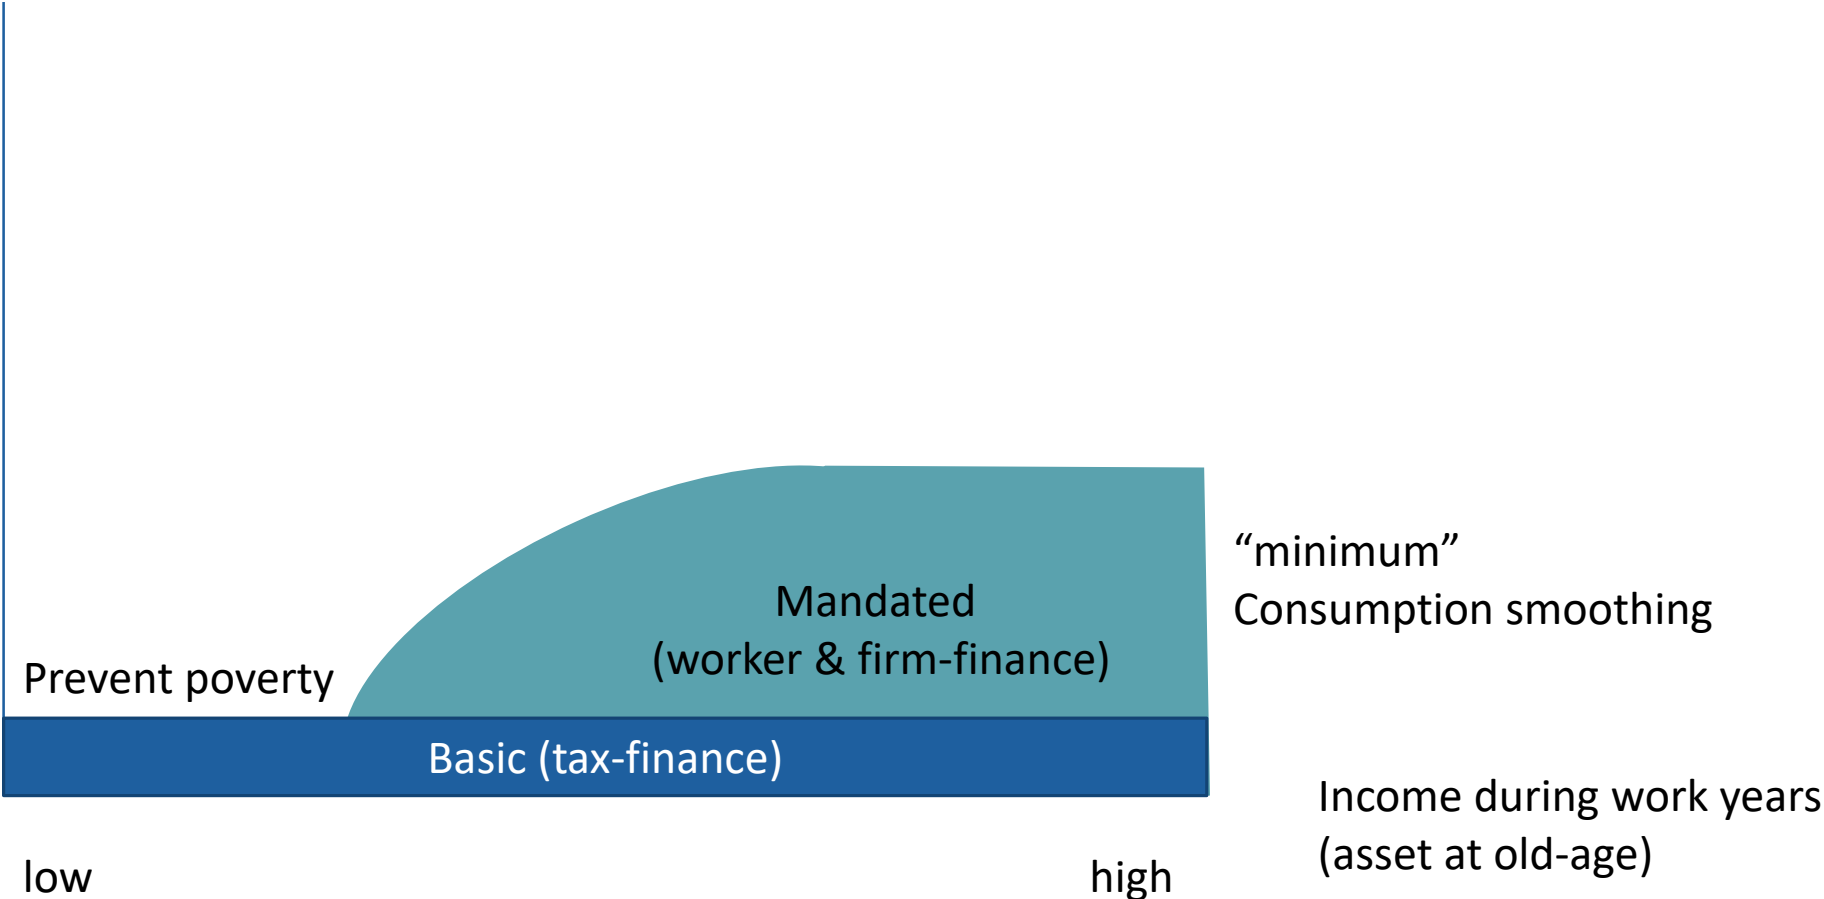 “minimum”
Consumption smoothing
Mandated
(worker & firm-finance)
Prevent poverty
Basic (tax-finance)
Income during work years
(asset at old-age)
low
high